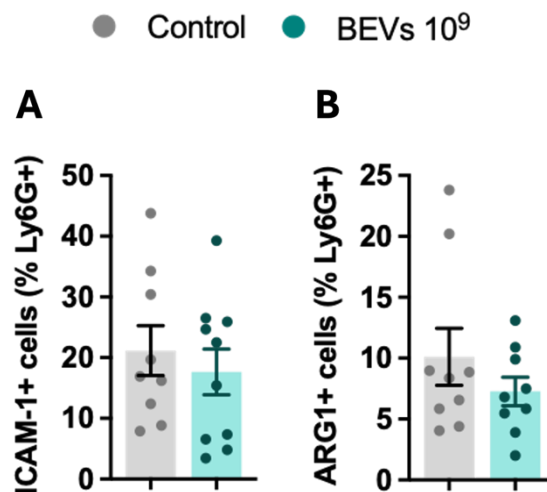 Control BEVs 10⁹
A
B
ICAM-1+ cells (% Ly6G+)
50
40
30
20
10
0
ARG1+ cells (% Ly6G+)
25
20
15
10
5
0